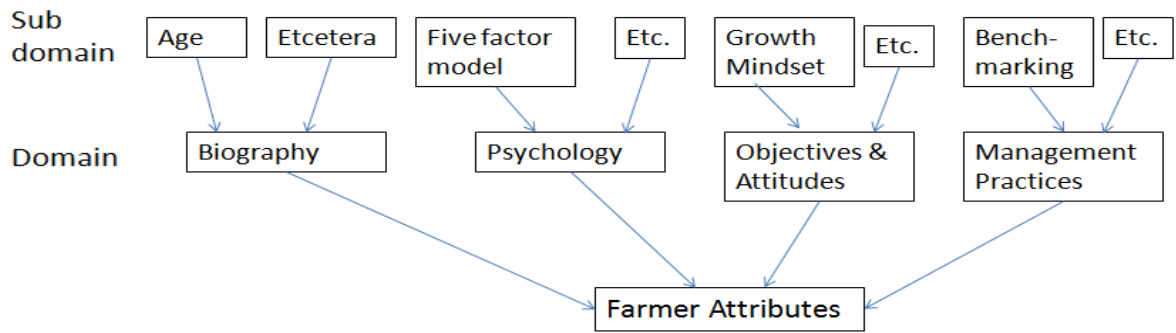 Sub
domain
Age
Etcetera
Five factor
model
Etc.
Growth
Mindset
Etc.
Bench-
marking
Etc.
Domain
Biography
Psychology
Objectives &
Attitudes
Management
Practices
Farmer Attributes